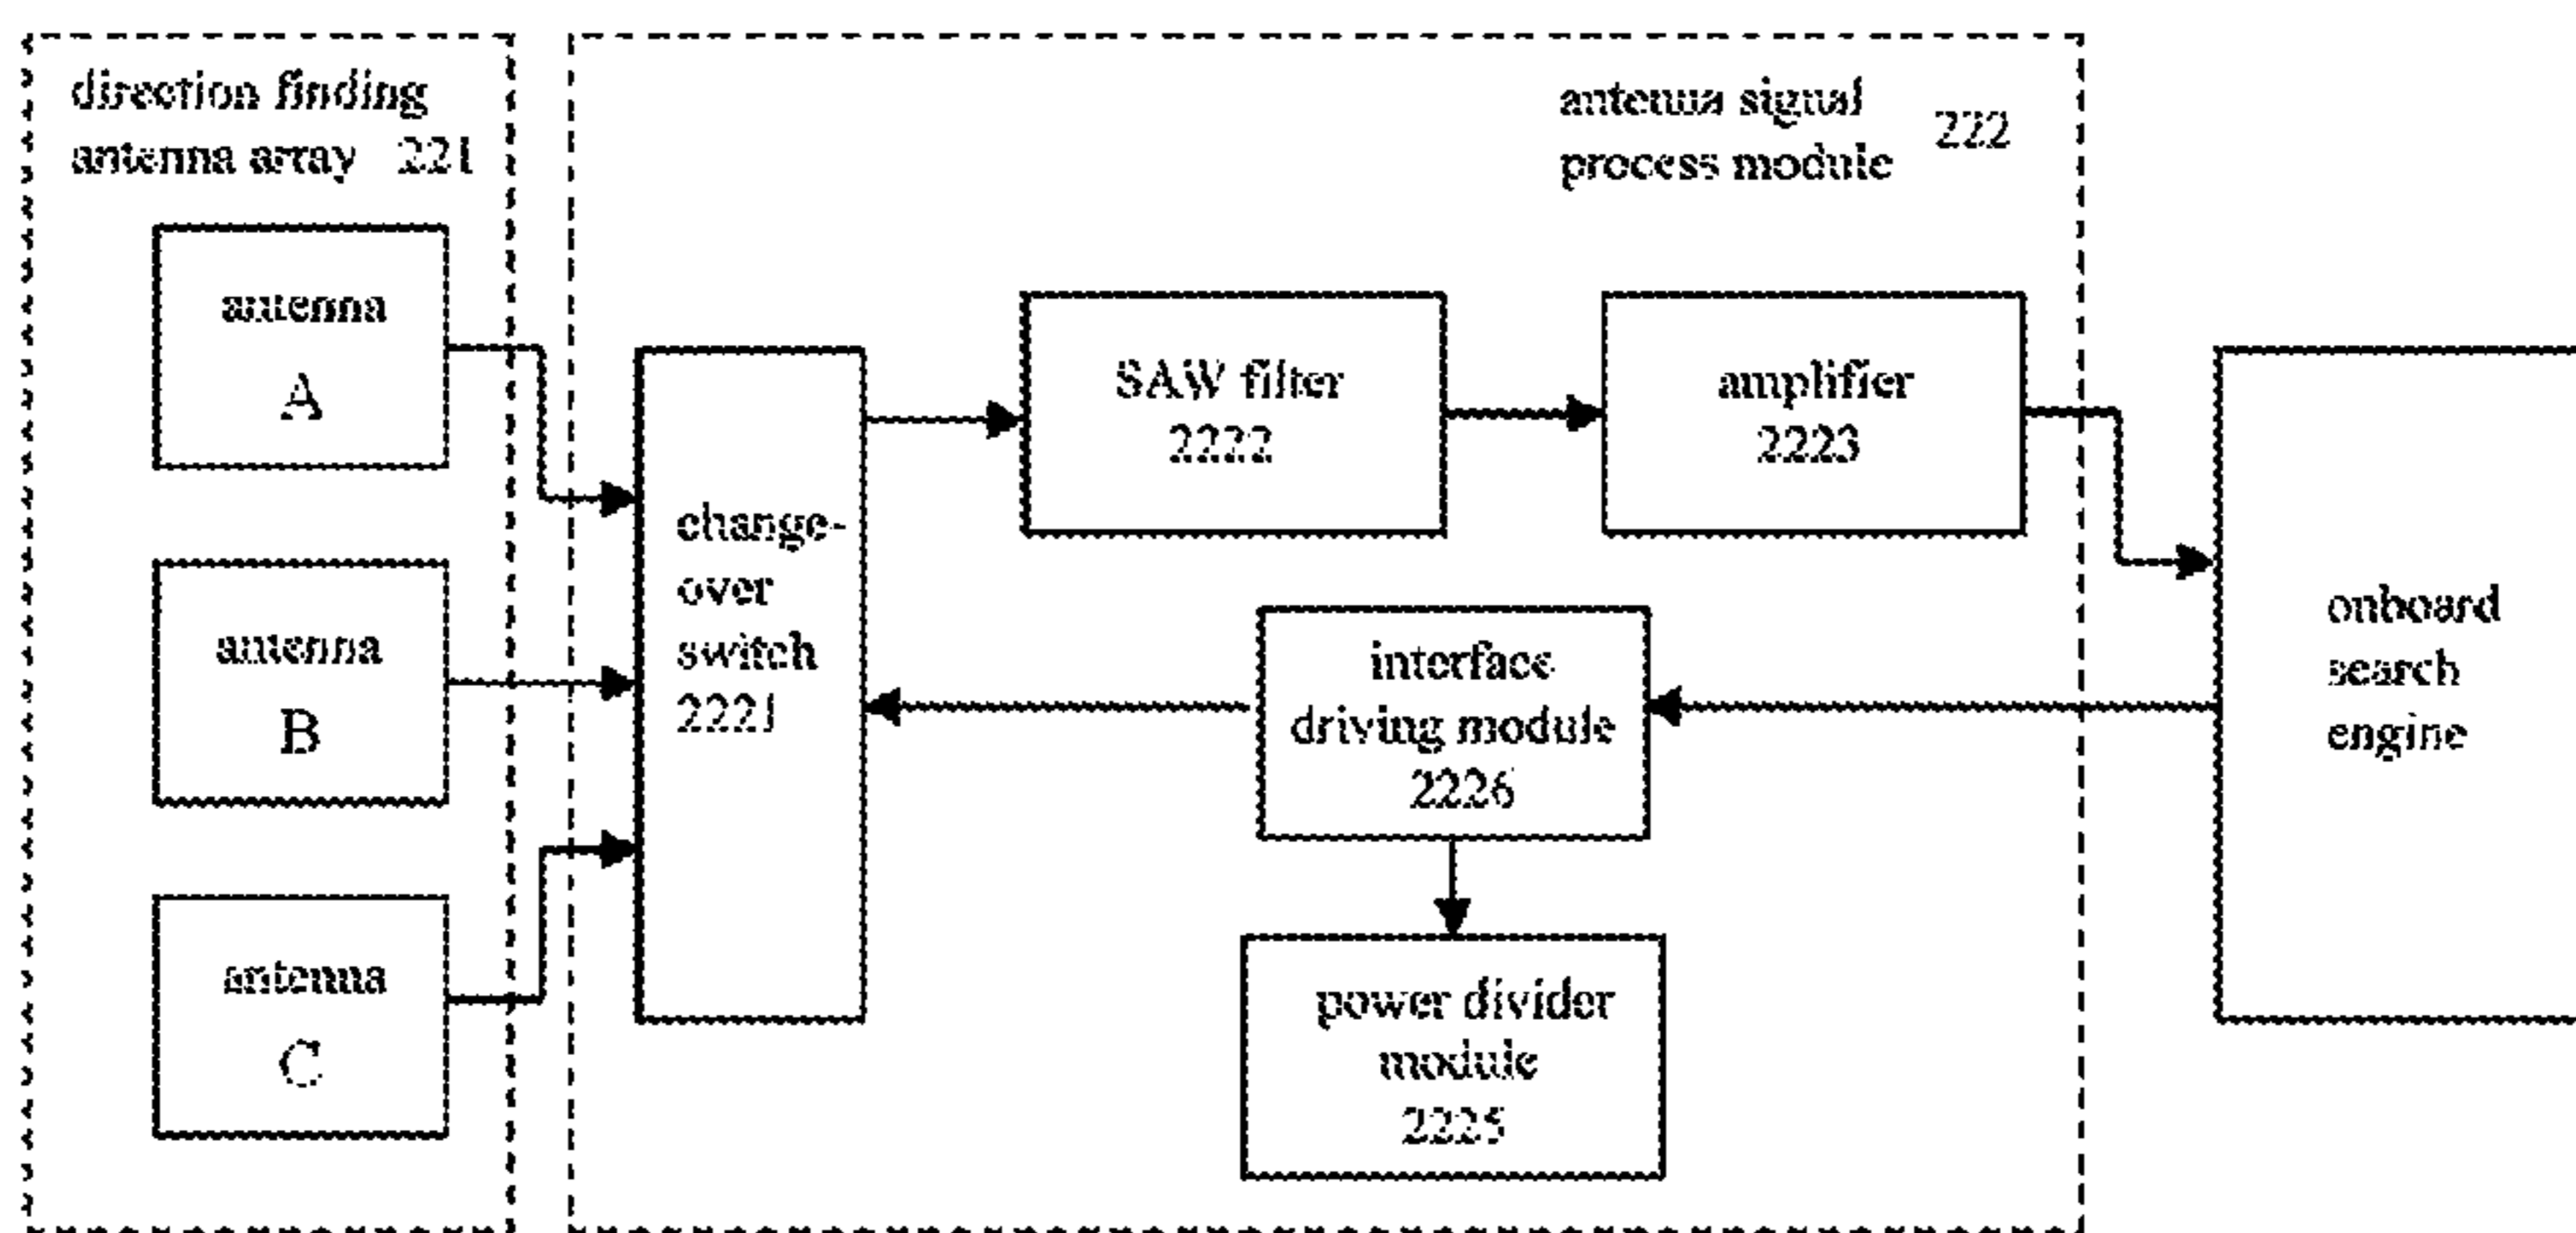 direction finding
antenna array 221
antenna signal
process module 222
antenna
A
antenna
B
antenna
C
change-
over
switch
2221
SAW filter
2222
amplifier
2223
interface
driving module
2226
power divider
module
2225
onboard
search
engine